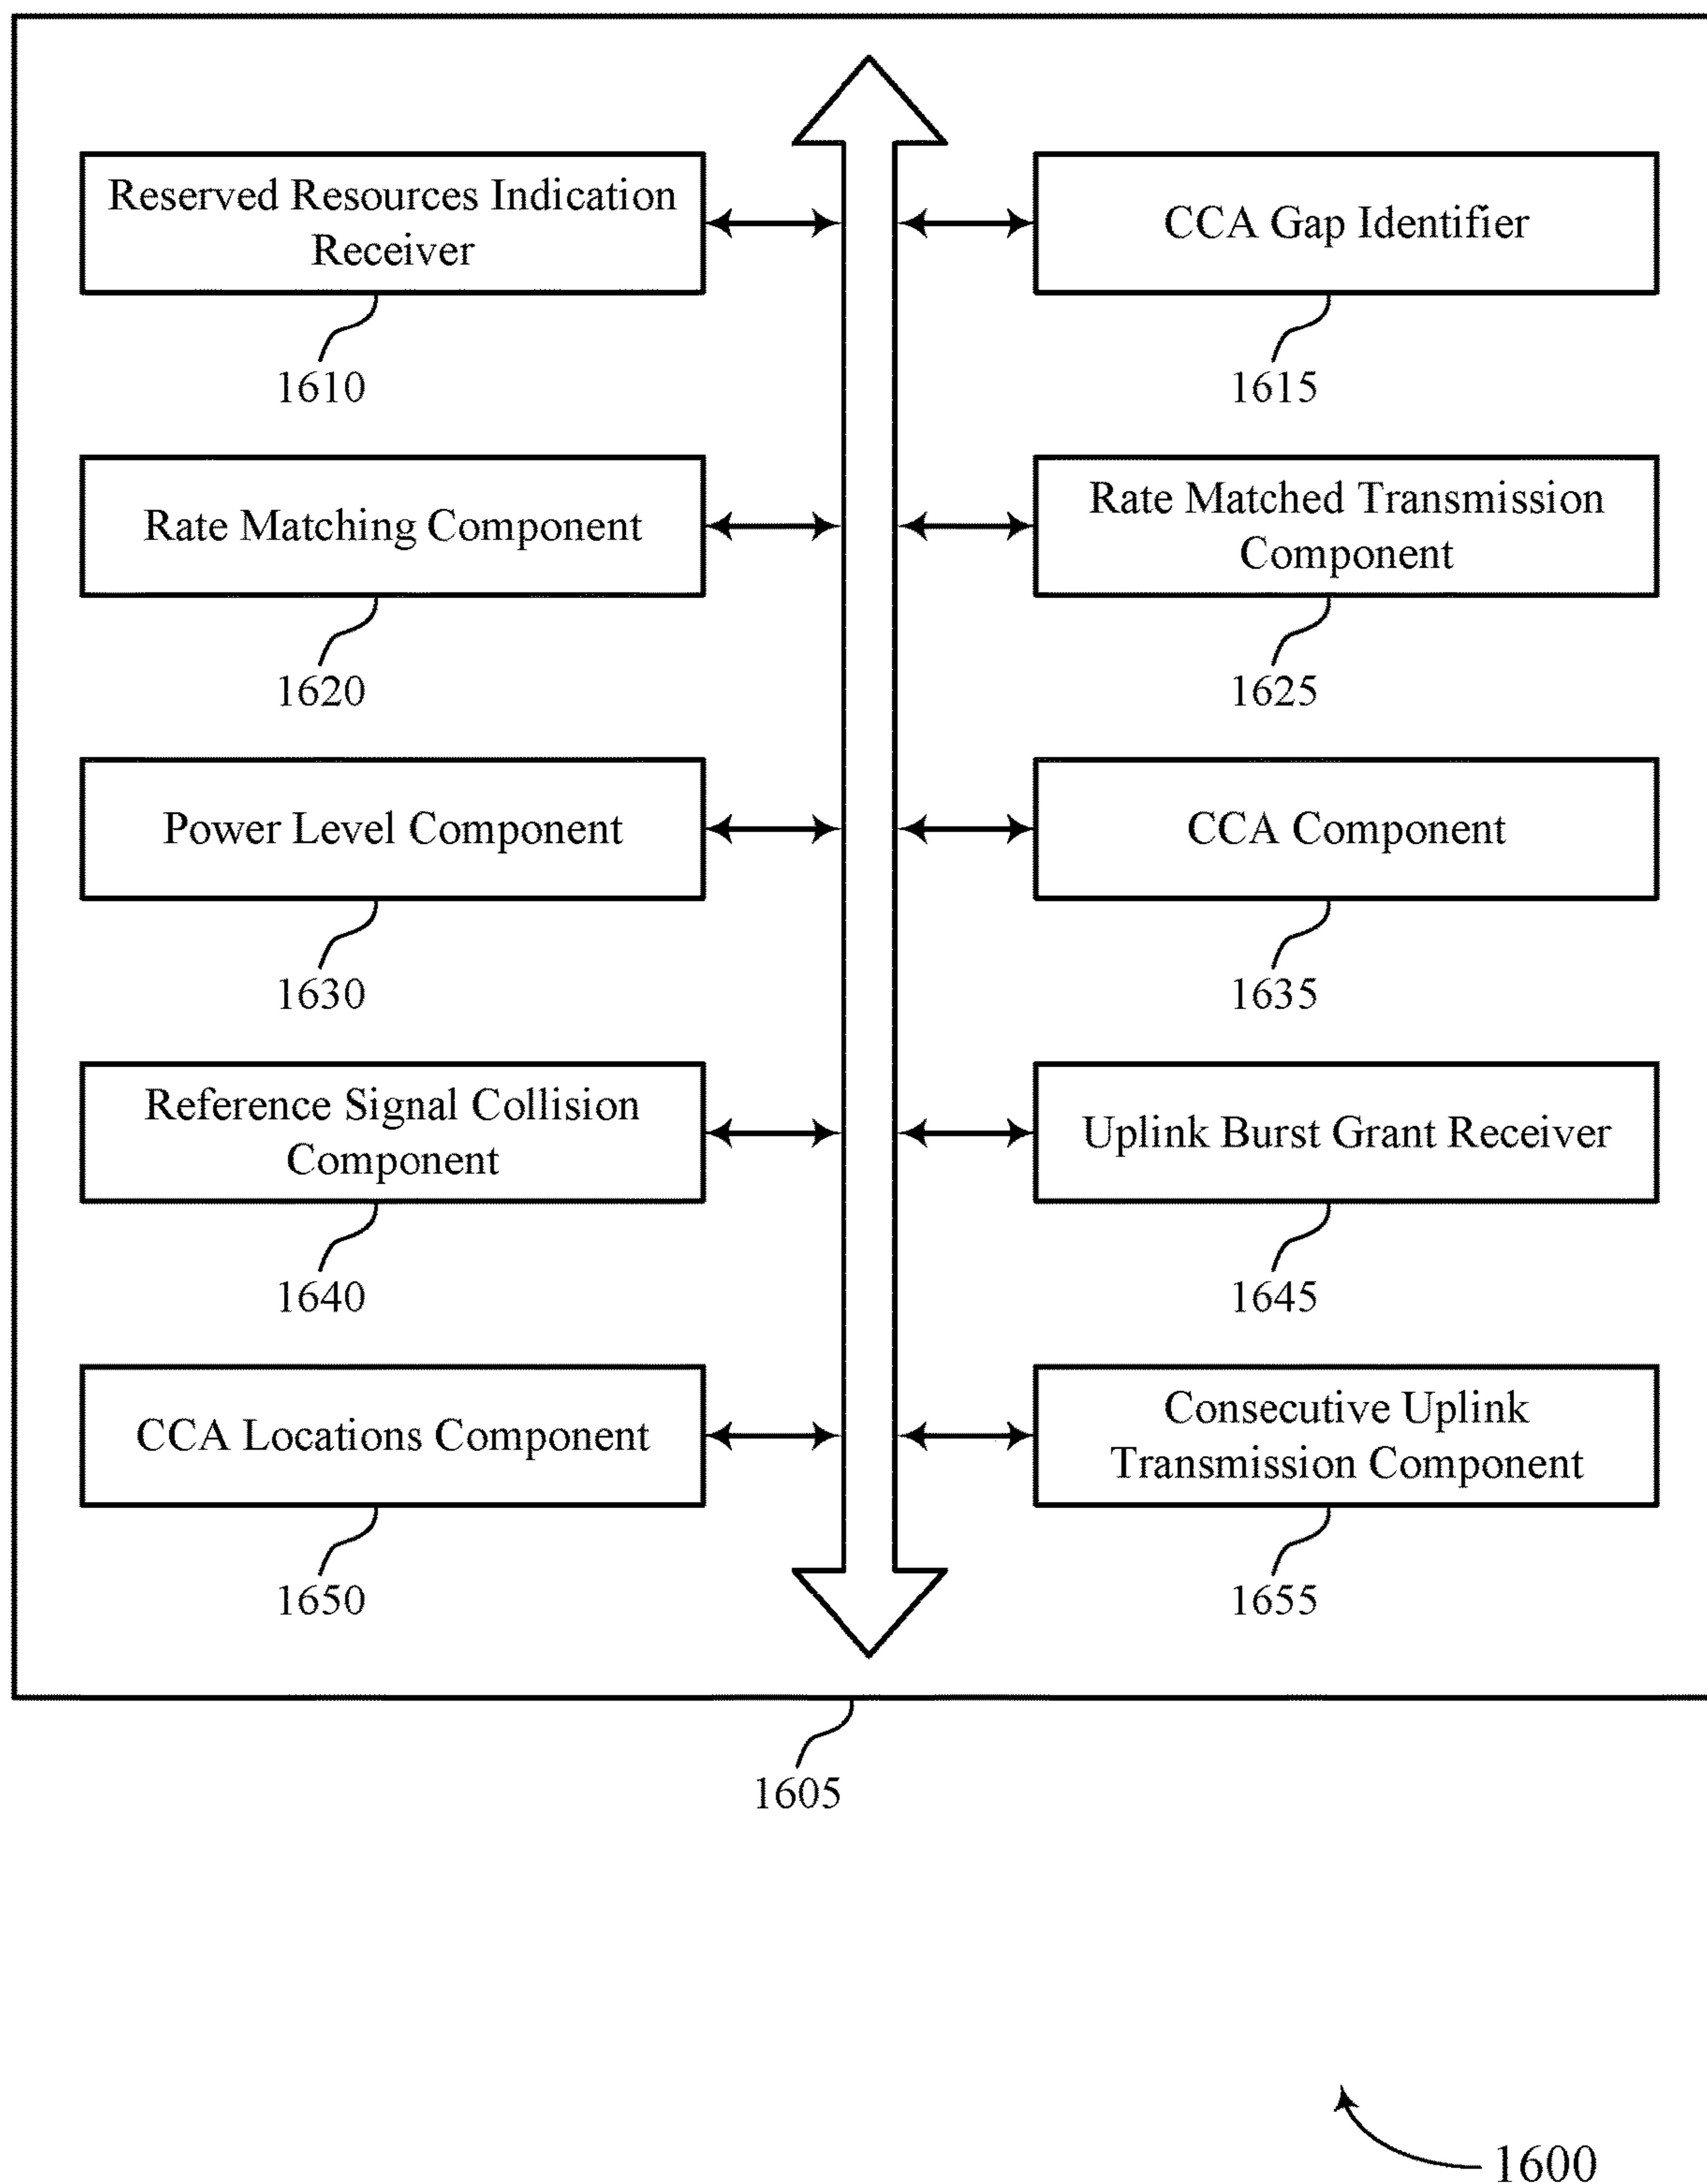 Reserved Resources Indication
Receiver
1610
CCA Gap Identifier
1615
Rate Matching Component
1620
Rate Matched Transmission
Component
1625
Power Level Component
1630
CCA Component
1635
Reference Signal Collision
Component
1640
Uplink Burst Grant Receiver
1645
CCA Locations Component
1650
Consecutive Uplink
Transmission Component
1655
1605
1600